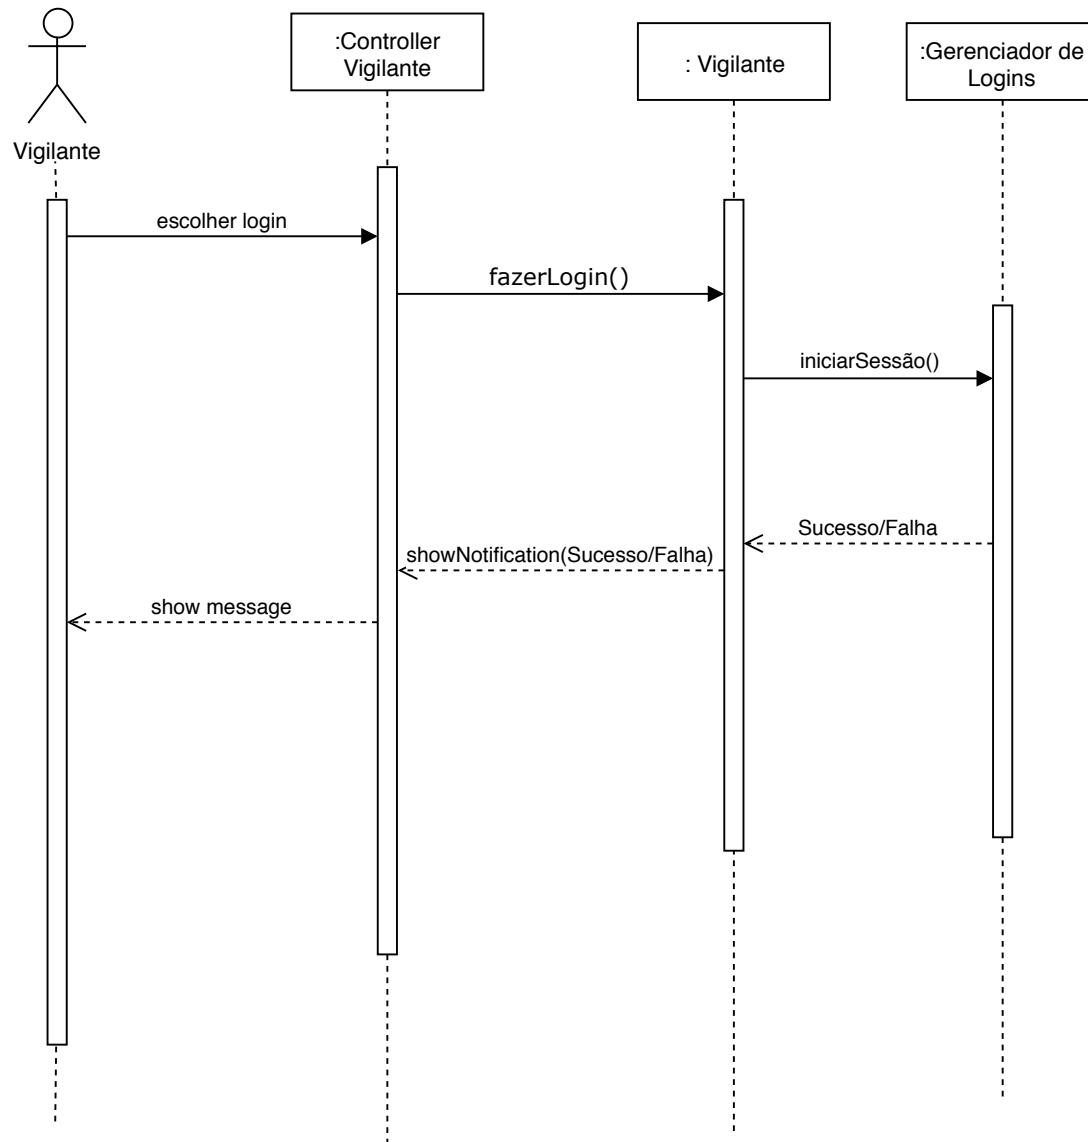 :Controller
Vigilante
: Vigilante
:Gerenciador de
Logins
Vigilante
escolher login
fazerLogin()
iniciarSessão()
Sucesso/Falha
showNotification(Sucesso/Falha)
show message